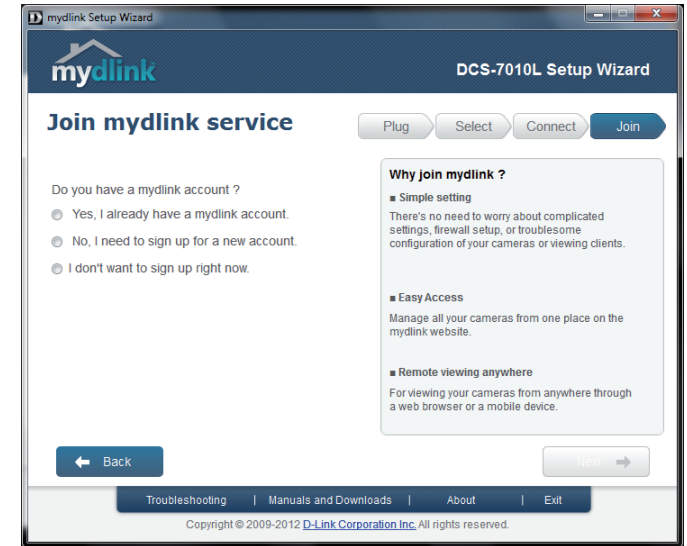 mydlink Setup Wizard
mydlink
DCS-7010L Setup Wizard
Join mydlink service
Plug
Select
Connect
Join
Do you have a mydlink account ?
Yes, I already have a mydlink account.
No, I need to sign up for a new account.
I don't want to sign up right now.
Why join mydlink ?
■ Simple setting
There's no need to worry about complicated
settings, firewall setup, or troublesome
configuration of your cameras or viewing clients.
■ Easy Access
Manage all your cameras from one place on the
mydlink website.
■ Remote viewing anywhere
For viewing your cameras from anywhere through
a web browser or a mobile device.
Back
Next
Troubleshooting | Manuals and Downloads | About | Exit
Copyright © 2009-2012 D-Link Corporation Inc. All rights reserved.